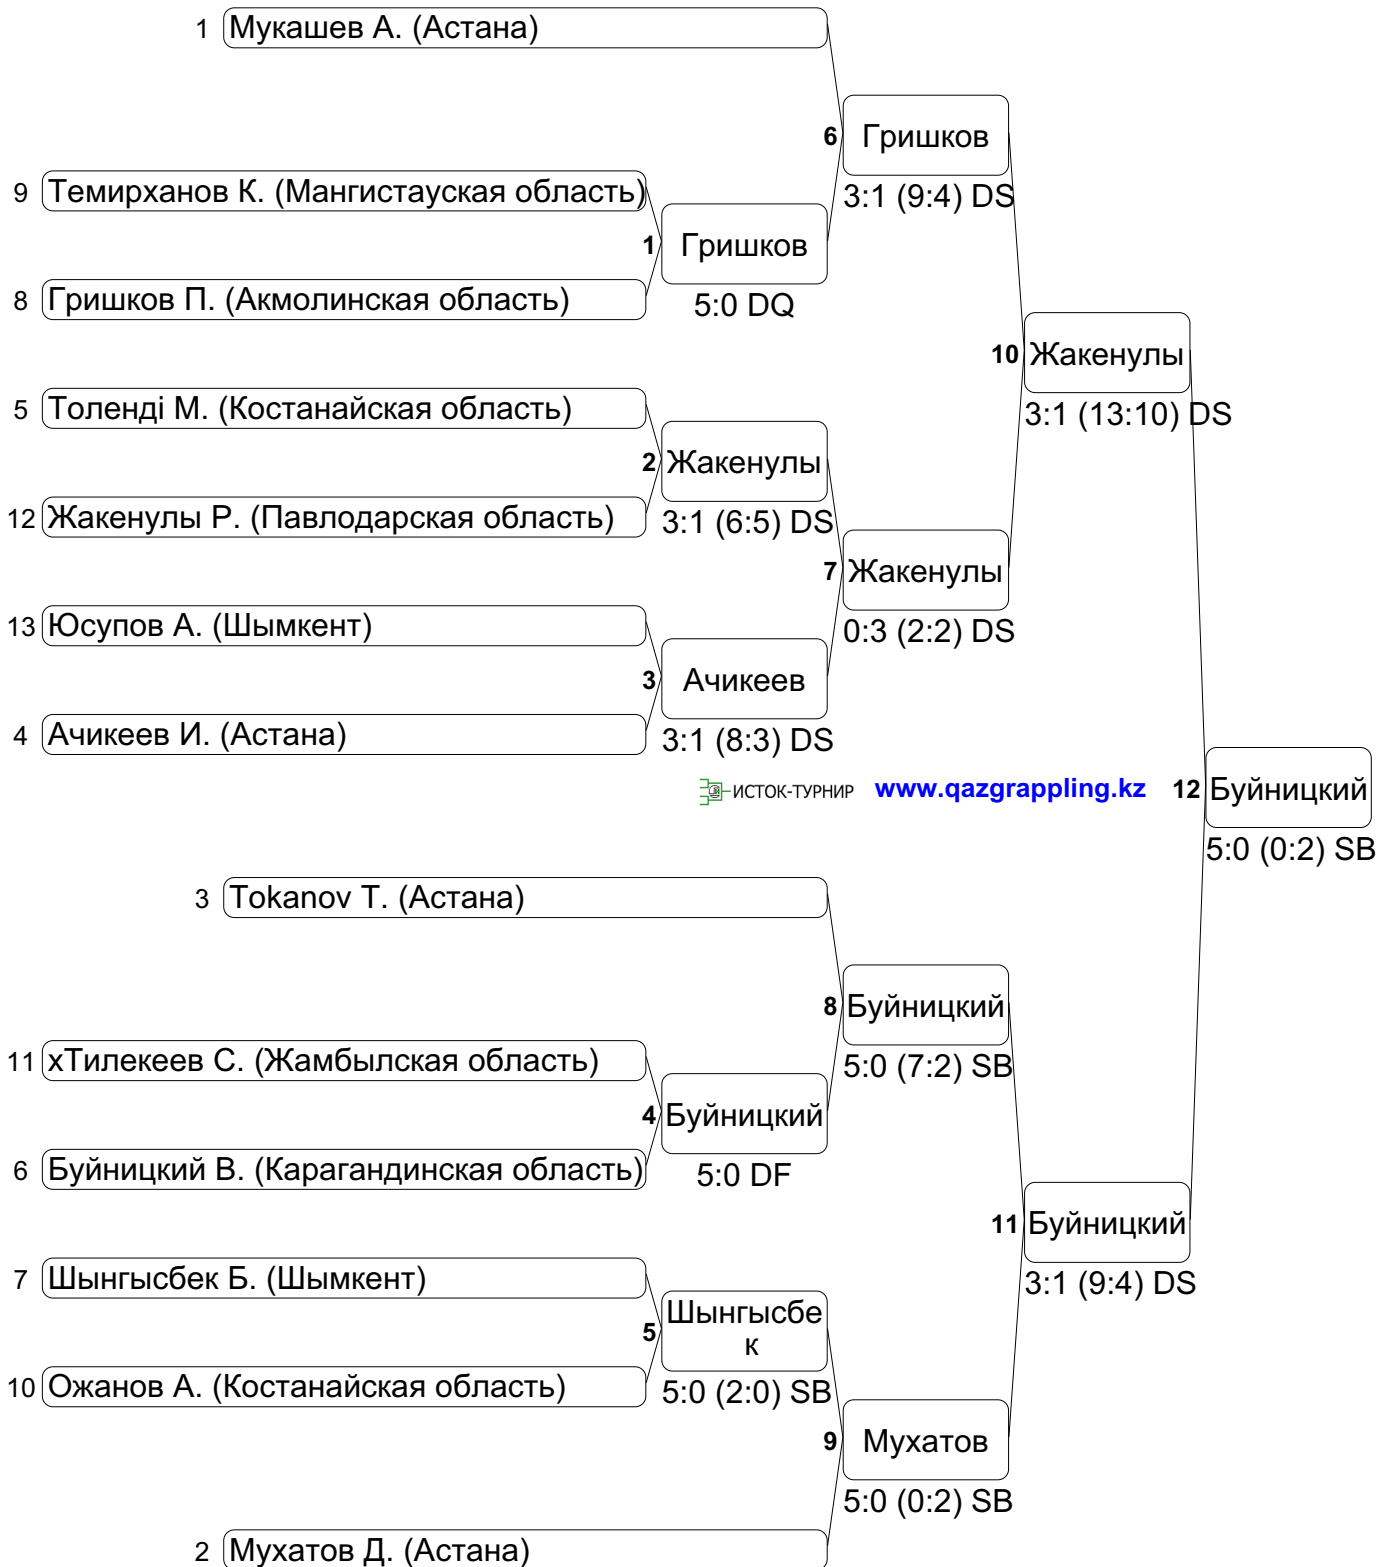 1 Мукашев А. (Астана)
6 Гришков
3:1 (9:4) DS
9 Темирханов К. (Мангистауская область)
1 Гришков
5:0 DQ
8 Гришков П. (Акмолинская область)
10 Жакенулы
3:1 (13:10) DS
5 Толенді М. (Костанайская область)
2 Жакенулы
3:1 (6:5) DS
12 Жакенулы Р. (Павлодарская область)
7 Жакенулы
0:3 (2:2) DS
13 Юсупов А. (Шымкент)
3 Ачикеев
3:1 (8:3) DS
4 Ачикеев И. (Астана)
ИСТОК-ТУРНИР www.qazgrappling.kz
12 Буйницкий
5:0 (0:2) SB
3 Tokanov T. (Астана)
8 Буйницкий
5:0 (7:2) SB
11 хТилекеев С. (Жамбылская область)
4 Буйницкий
5:0 DF
6 Буйницкий В. (Карагандинская область)
11 Буйницкий
3:1 (9:4) DS
7 Шынгысбек Б. (Шымкент)
5 Шынгысбе
к
5:0 (2:0) SB
10 Ожанов А. (Костанайская область)
9 Мухатов
5:0 (0:2) SB
2 Мухатов Д. (Астана)